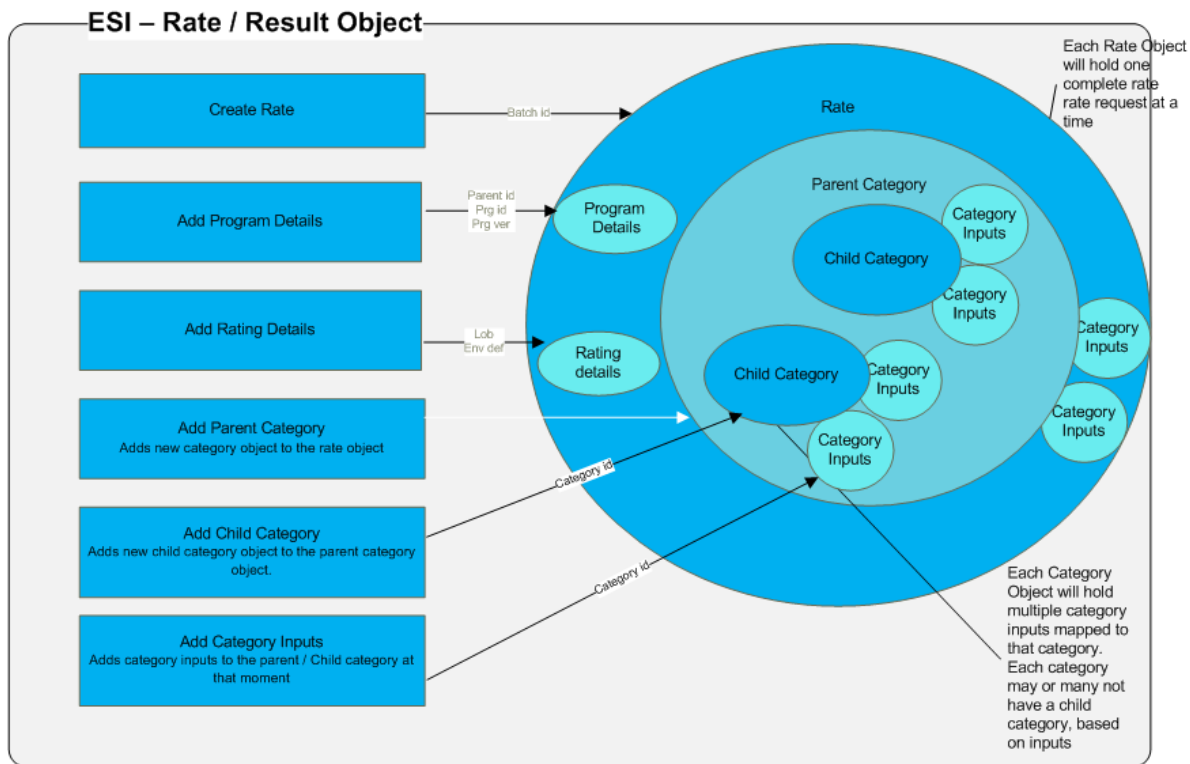 ESI – Rate / Result Object
Each Rate Object
will hold one
complete rate
rate request at a
time
Create Rate
Batch id
Rate
Add Program Details
Parent id
Prg id
Prg ver
Program
Details
Parent Category
Category
Inputs
Child Category
Category
Inputs
Add Rating Details
Lob
Env def
Rating
details
Category
Inputs
Child Category
Category
Inputs
Category
Inputs
Category
Inputs
Add Parent Category
Adds new category object to the rate object
Category id
Add Child Category
Adds new child category object to the parent category
object.
Category id
Add Category Inputs
Adds category inputs to the parent / Child category at
that moment
Each Category
Object will hold
multiple category
inputs mapped to
that category.
Each category
may or many not
have a child
category, based
on inputs